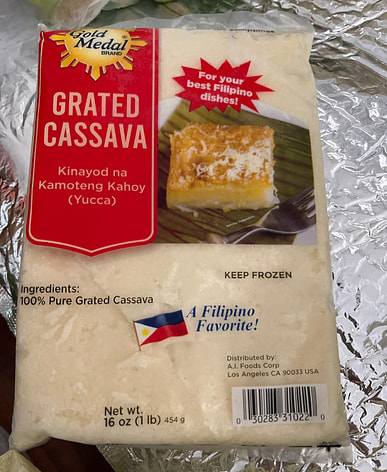 Gold
Medal
BRAND
For your
best Filipino
dishes!
GRATED
CASSAVA
Kinayod na
Kamoteng Kahoy
(Yucca)
KEEP FROZEN
Ingredients:
100% Pure Grated Cassava
A Filipino
Favorite!
Distributed by:
A.I. Foods Corp
Los Angeles CA 90033 USA
Net wt.
16 oz (1 lb) 454 g
0 30283 31022 0